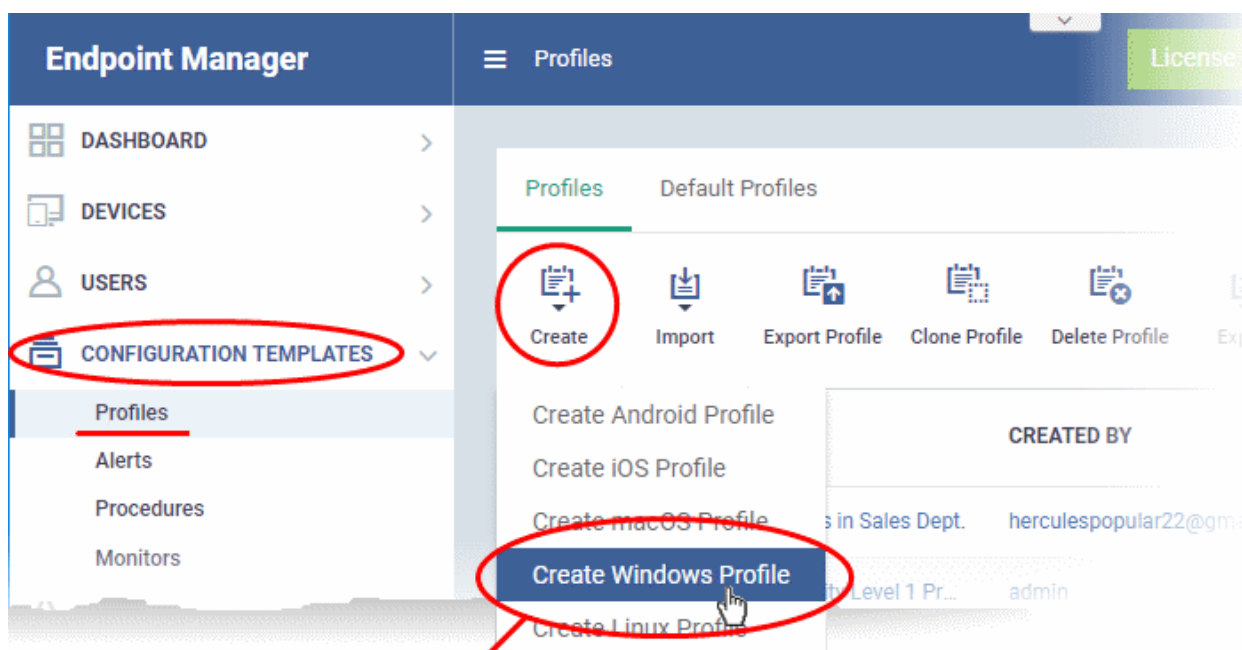 Endpoint Manager
Profiles
License
DASHBOARD
DEVICES
USERS
CONFIGURATION TEMPLATES
Profiles
Alerts
Procedures
Monitors
Profiles Default Profiles
Create Import Export Profile Clone Profile Delete Profile
Create Android Profile
Create iOS Profile
Create macOS Profile
Create Windows Profile
Create Linux Profile
CREATED BY
s in Sales Dept. herculespopular22@gm
ity Level 1 Pr... admin